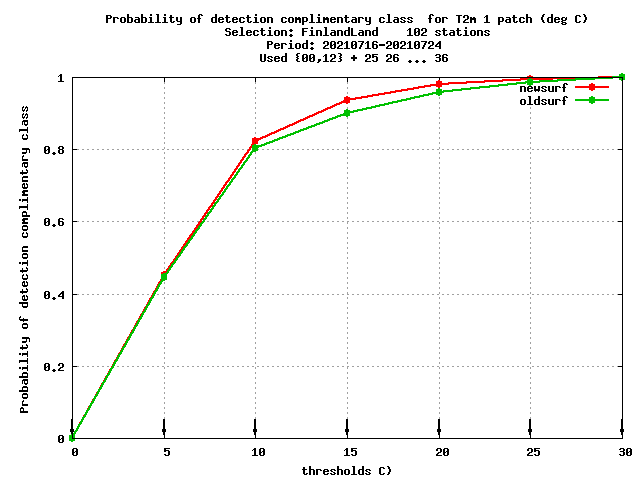 Probability of detection complimentary class  for T2m 1 patch (deg C)
Selection: FinlandLand    102 stations
Period: 20210716-20210724
Used {00,12} + 25 26 ... 36
Probability of detection complimentary class
1
0.8
0.6
0.4
0.2
0
newsurf
oldsurf
0 5 10 15 20 25 30
thresholds C)